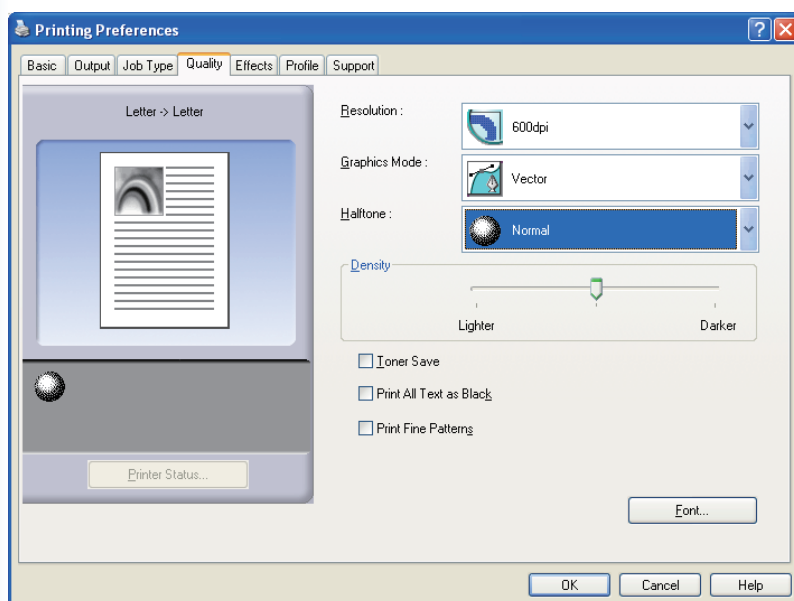 Printing Preferences
Basic Output Job Type Quality Effects Profile Support
Letter -> Letter
Resolution :
600dpi
Graphics Mode :
Vector
Halftone :
Normal
Density
Lighter Darker
Toner Save
Print All Text as Black
Print Fine Patterns
Printer Status...
Font...
OK Cancel Help